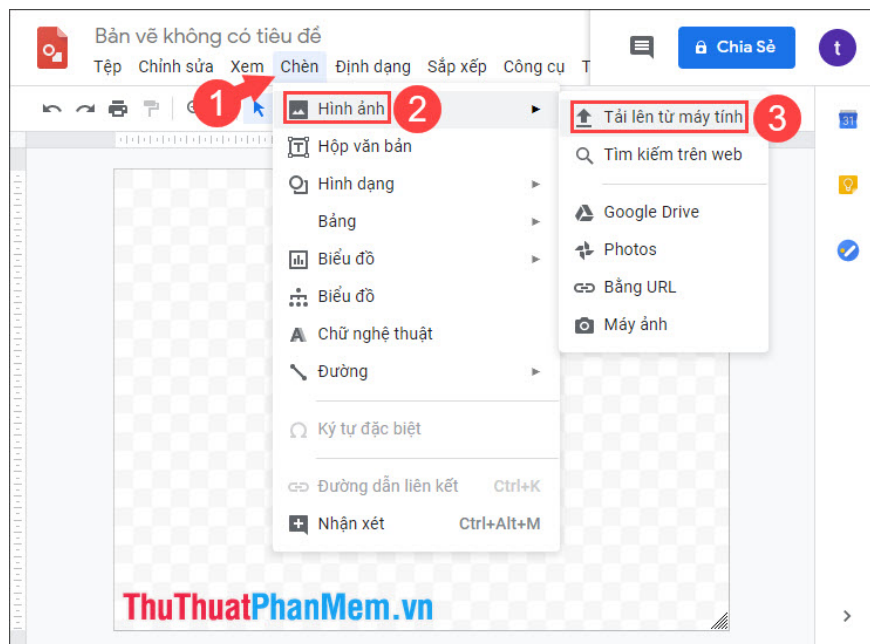 Bản vẽ không có tiêu đề
Tệp Chỉnh sửa Xem Chèn Định dạng Sắp xếp Công cụ T
Chia Sẻ
t
1
Hình ảnh
2
Hộp văn bản
Hình dạng
Bảng
Biểu đồ
Biểu đồ
Chữ nghệ thuật
Đường
Ký tự đặc biệt
Đường dẫn liên kết Ctrl+K
Nhận xét Ctrl+Alt+M
Tải lên từ máy tính
3
Tìm kiếm trên web
Google Drive
Photos
Bằng URL
Máy ảnh
31
ThuThuatPhanMem.vn